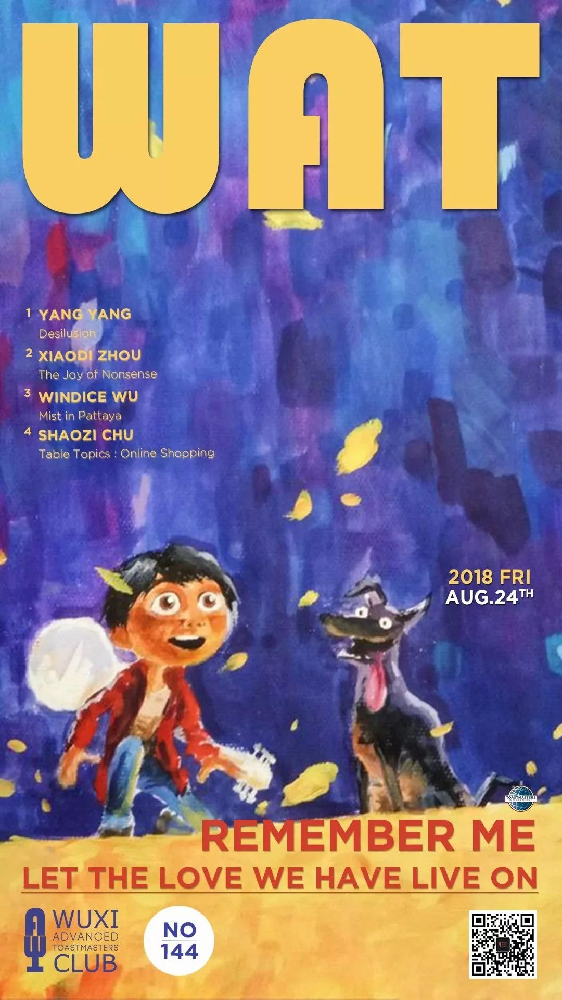 WAT
1 YANG YANG
Desilusion
2 XIAODI ZHOU
The Joy of Nonsense
3 WINDICE WU
Mist in Pattaya
4 SHAOZI CHU
Table Topics : Online Shopping
2018 FRI
AUG.24TH
TOASTMASTERS
INTERNATIONAL
REMEMBER ME
LET THE LOVE WE HAVE LIVE ON
WUXI
ADVANCED
TOASTMASTERS
CLUB
NO
144